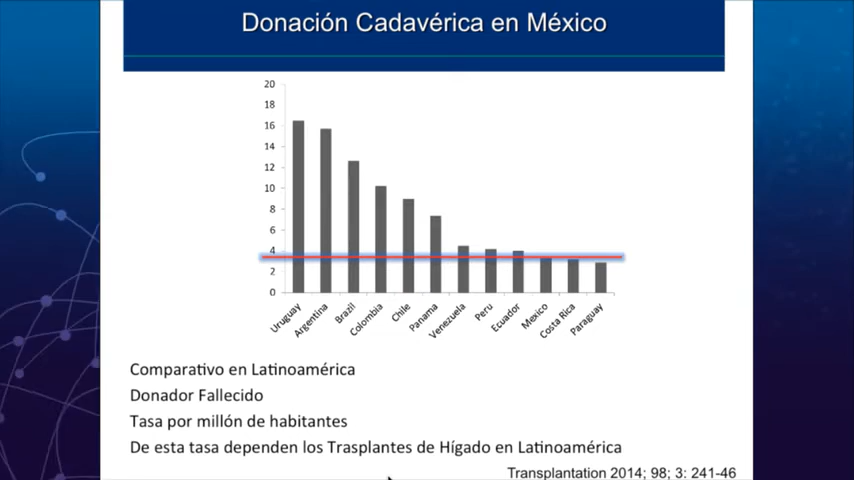 Donación Cadavérica en México
20
18
16
14
12
10
8
6
4
2
0
Uruguay
Argentina
Brazil
Colombia
Chile
Panama
Venezuela
Peru
Ecuador
Mexico
Costa Rica
Paraguay
Comparativo en Latinoamérica
Donador Fallecido
Tasa por millón de habitantes
De esta tasa dependen los Trasplantes de Hígado en Latinoamérica
Transplantation 2014; 98; 3: 241-46